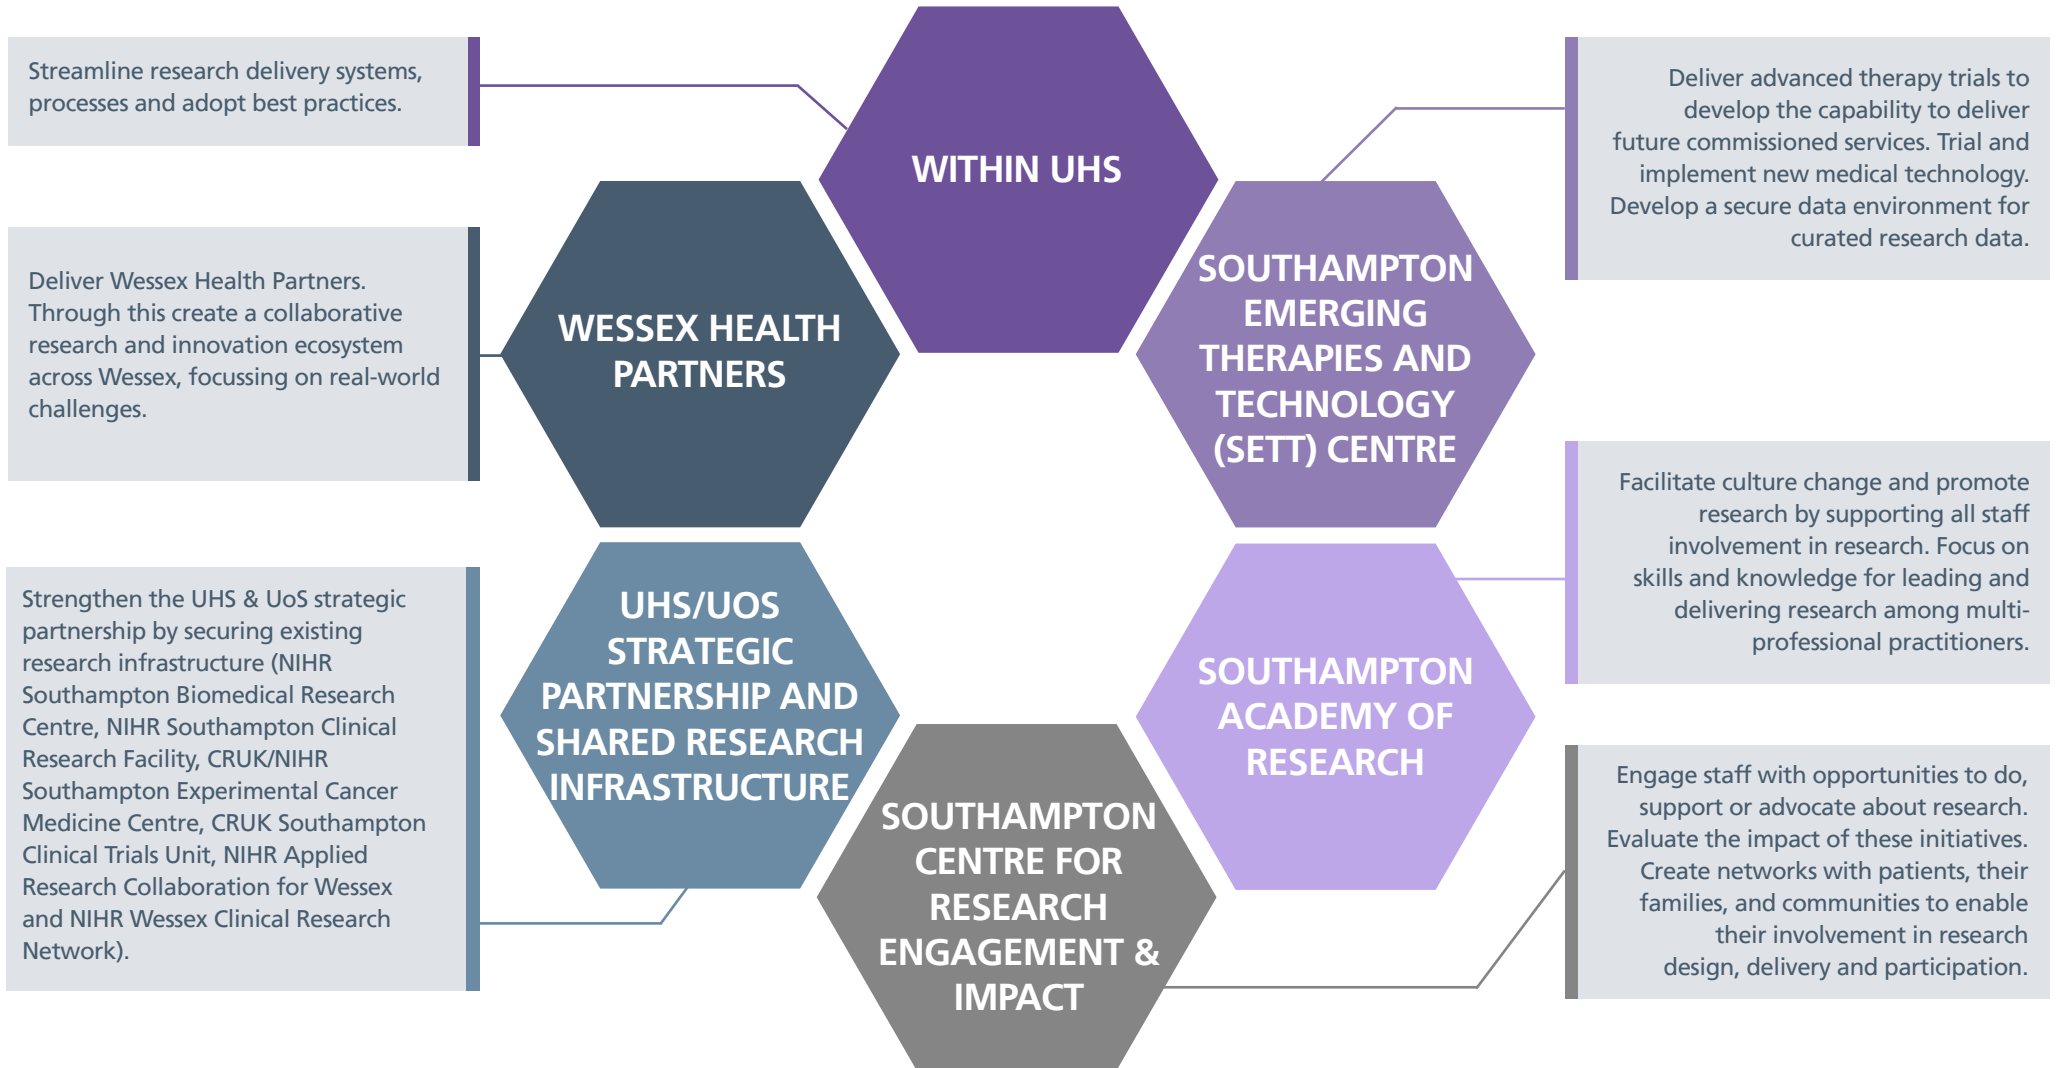 Streamline research delivery systems,
processes and adopt best practices.
WITHIN UHS
Deliver advanced therapy trials to
develop the capability to deliver
future commissioned services. Trial and
implement new medical technology.
Develop a secure data environment for
curated research data.
Deliver Wessex Health Partners.
Through this create a collaborative
research and innovation ecosystem
across Wessex, focussing on real-world
challenges.
WESSEX HEALTH
PARTNERS
SOUTHAMPTON
EMERGING
THERAPIES AND
TECHNOLOGY
(SETT) CENTRE
Facilitate culture change and promote
research by supporting all staff
involvement in research. Focus on
skills and knowledge for leading and
delivering research among multi-
professional practitioners.
Strengthen the UHS & UoS strategic
partnership by securing existing
research infrastructure (NIHR
Southampton Biomedical Research
Centre, NIHR Southampton Clinical
Research Facility, CRUK/NIHR
Southampton Experimental Cancer
Medicine Centre, CRUK Southampton
Clinical Trials Unit, NIHR Applied
Research Collaboration for Wessex
and NIHR Wessex Clinical Research
Network).
UHS/UOS
STRATEGIC
PARTNERSHIP AND
SHARED RESEARCH
INFRASTRUCTURE
SOUTHAMPTON
ACADEMY OF
RESEARCH
SOUTHAMPTON
CENTRE FOR
RESEARCH
ENGAGEMENT &
IMPACT
Engage staff with opportunities to do,
support or advocate about research.
Evaluate the impact of these initiatives.
Create networks with patients, their
families, and communities to enable
their involvement in research
design, delivery and participation.